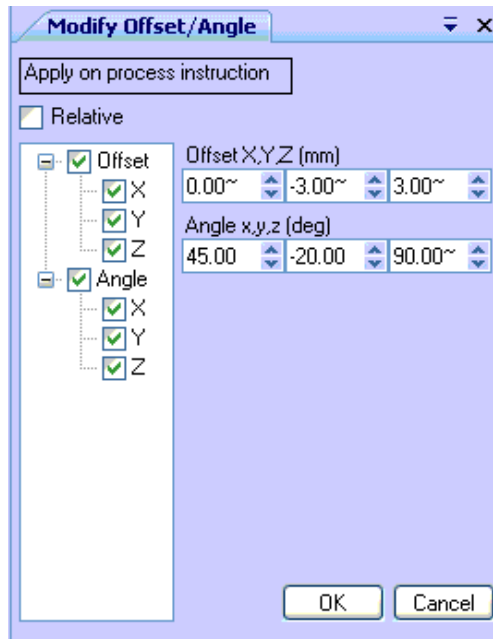 Modify Offset/Angle
Apply on process instruction
Relative
Offset
X
Y
Z
Angle
X
Y
Z
Offset X,Y,Z (mm)
0.00~ -3.00~ 3.00~
Angle x,y,z (deg)
45.00 -20.00 90.00~
OK Cancel